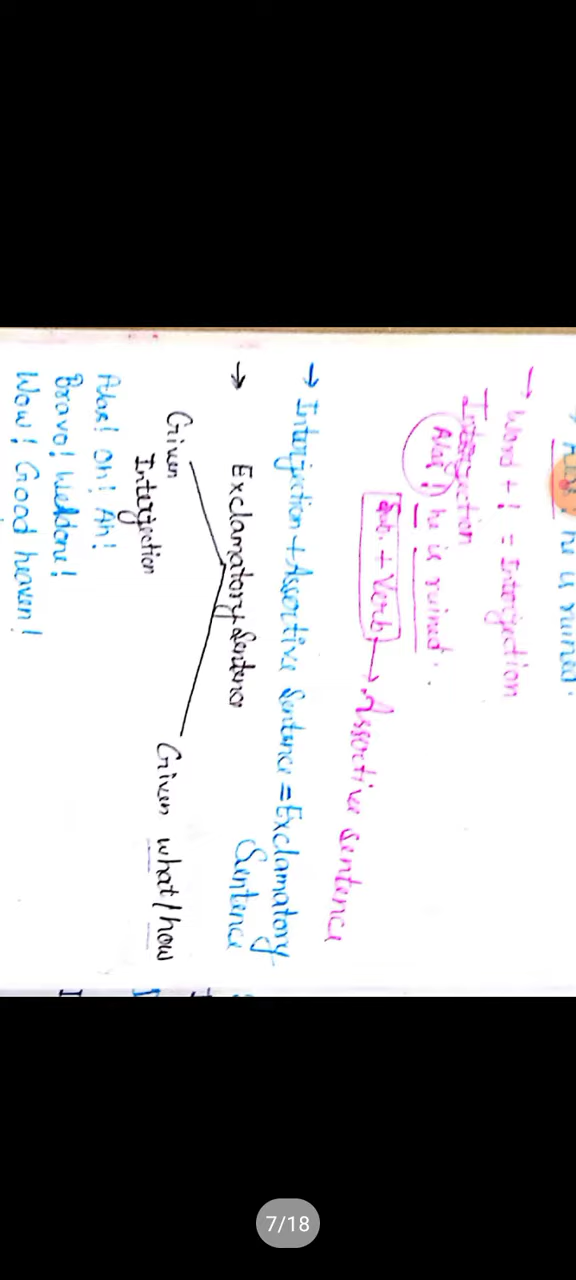 he is ruined.
→ Word + ! = Interjection
Interjection
Alas! he is ruined.
Sub + Verb → Assertive sentence
→ Interjection + Assertive Sentence = Exclamatory
Sentence
→ Exclamatory Sentence
Given Interjection
Given what/how
Alas! Oh! Ah!
Bravo! Welldone!
Wow! Good heaven!
7/18